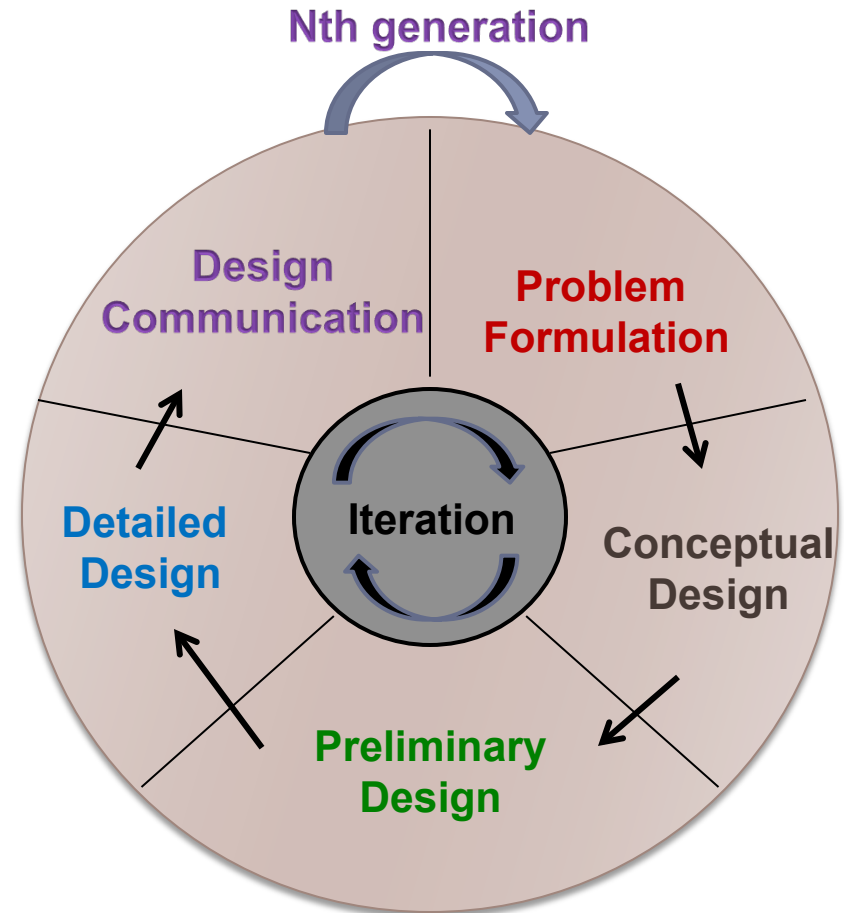 Nth generation
Design
Communication
Problem
Formulation
Iteration
Detailed
Design
Conceptual
Design
Preliminary
Design